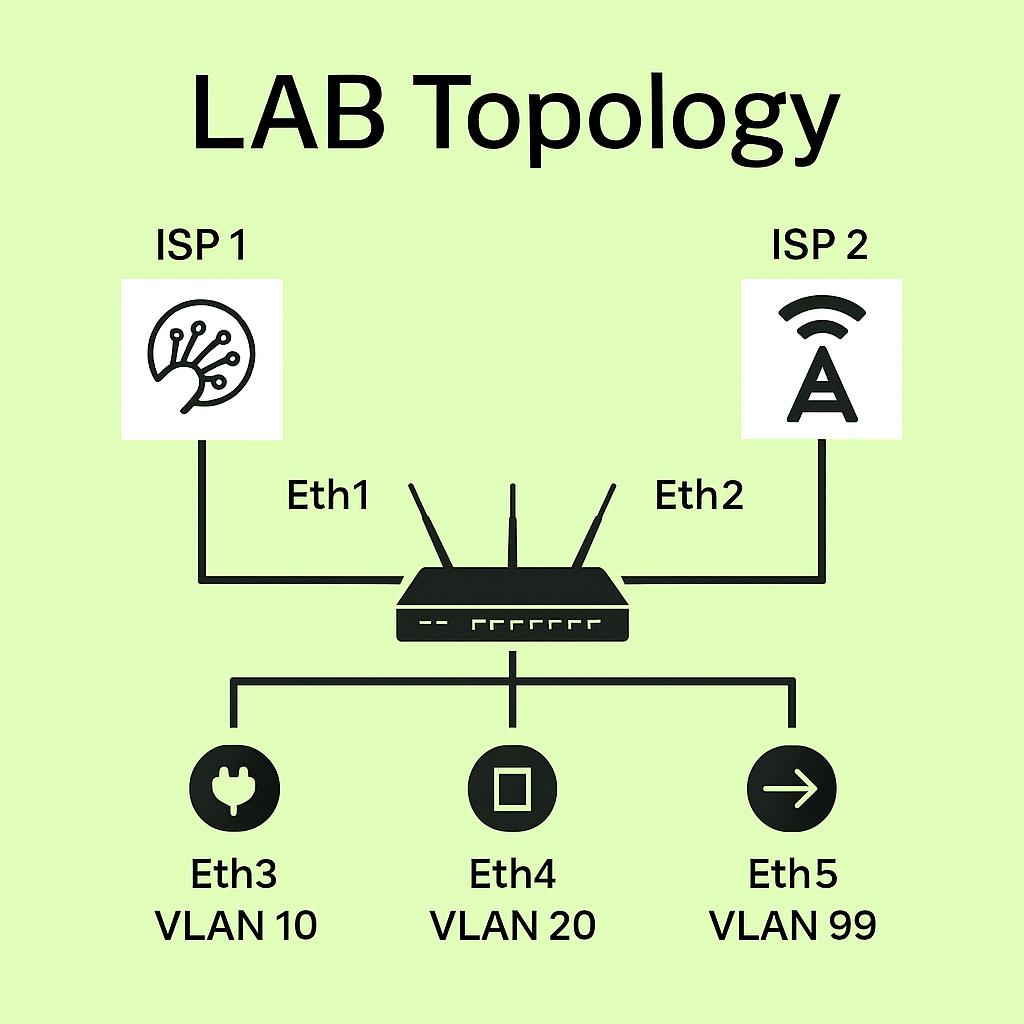 LAB Topology
ISP 1
ISP 2
Eth1
Eth2
Eth3
VLAN 10
Eth4
VLAN 20
Eth5
VLAN 99